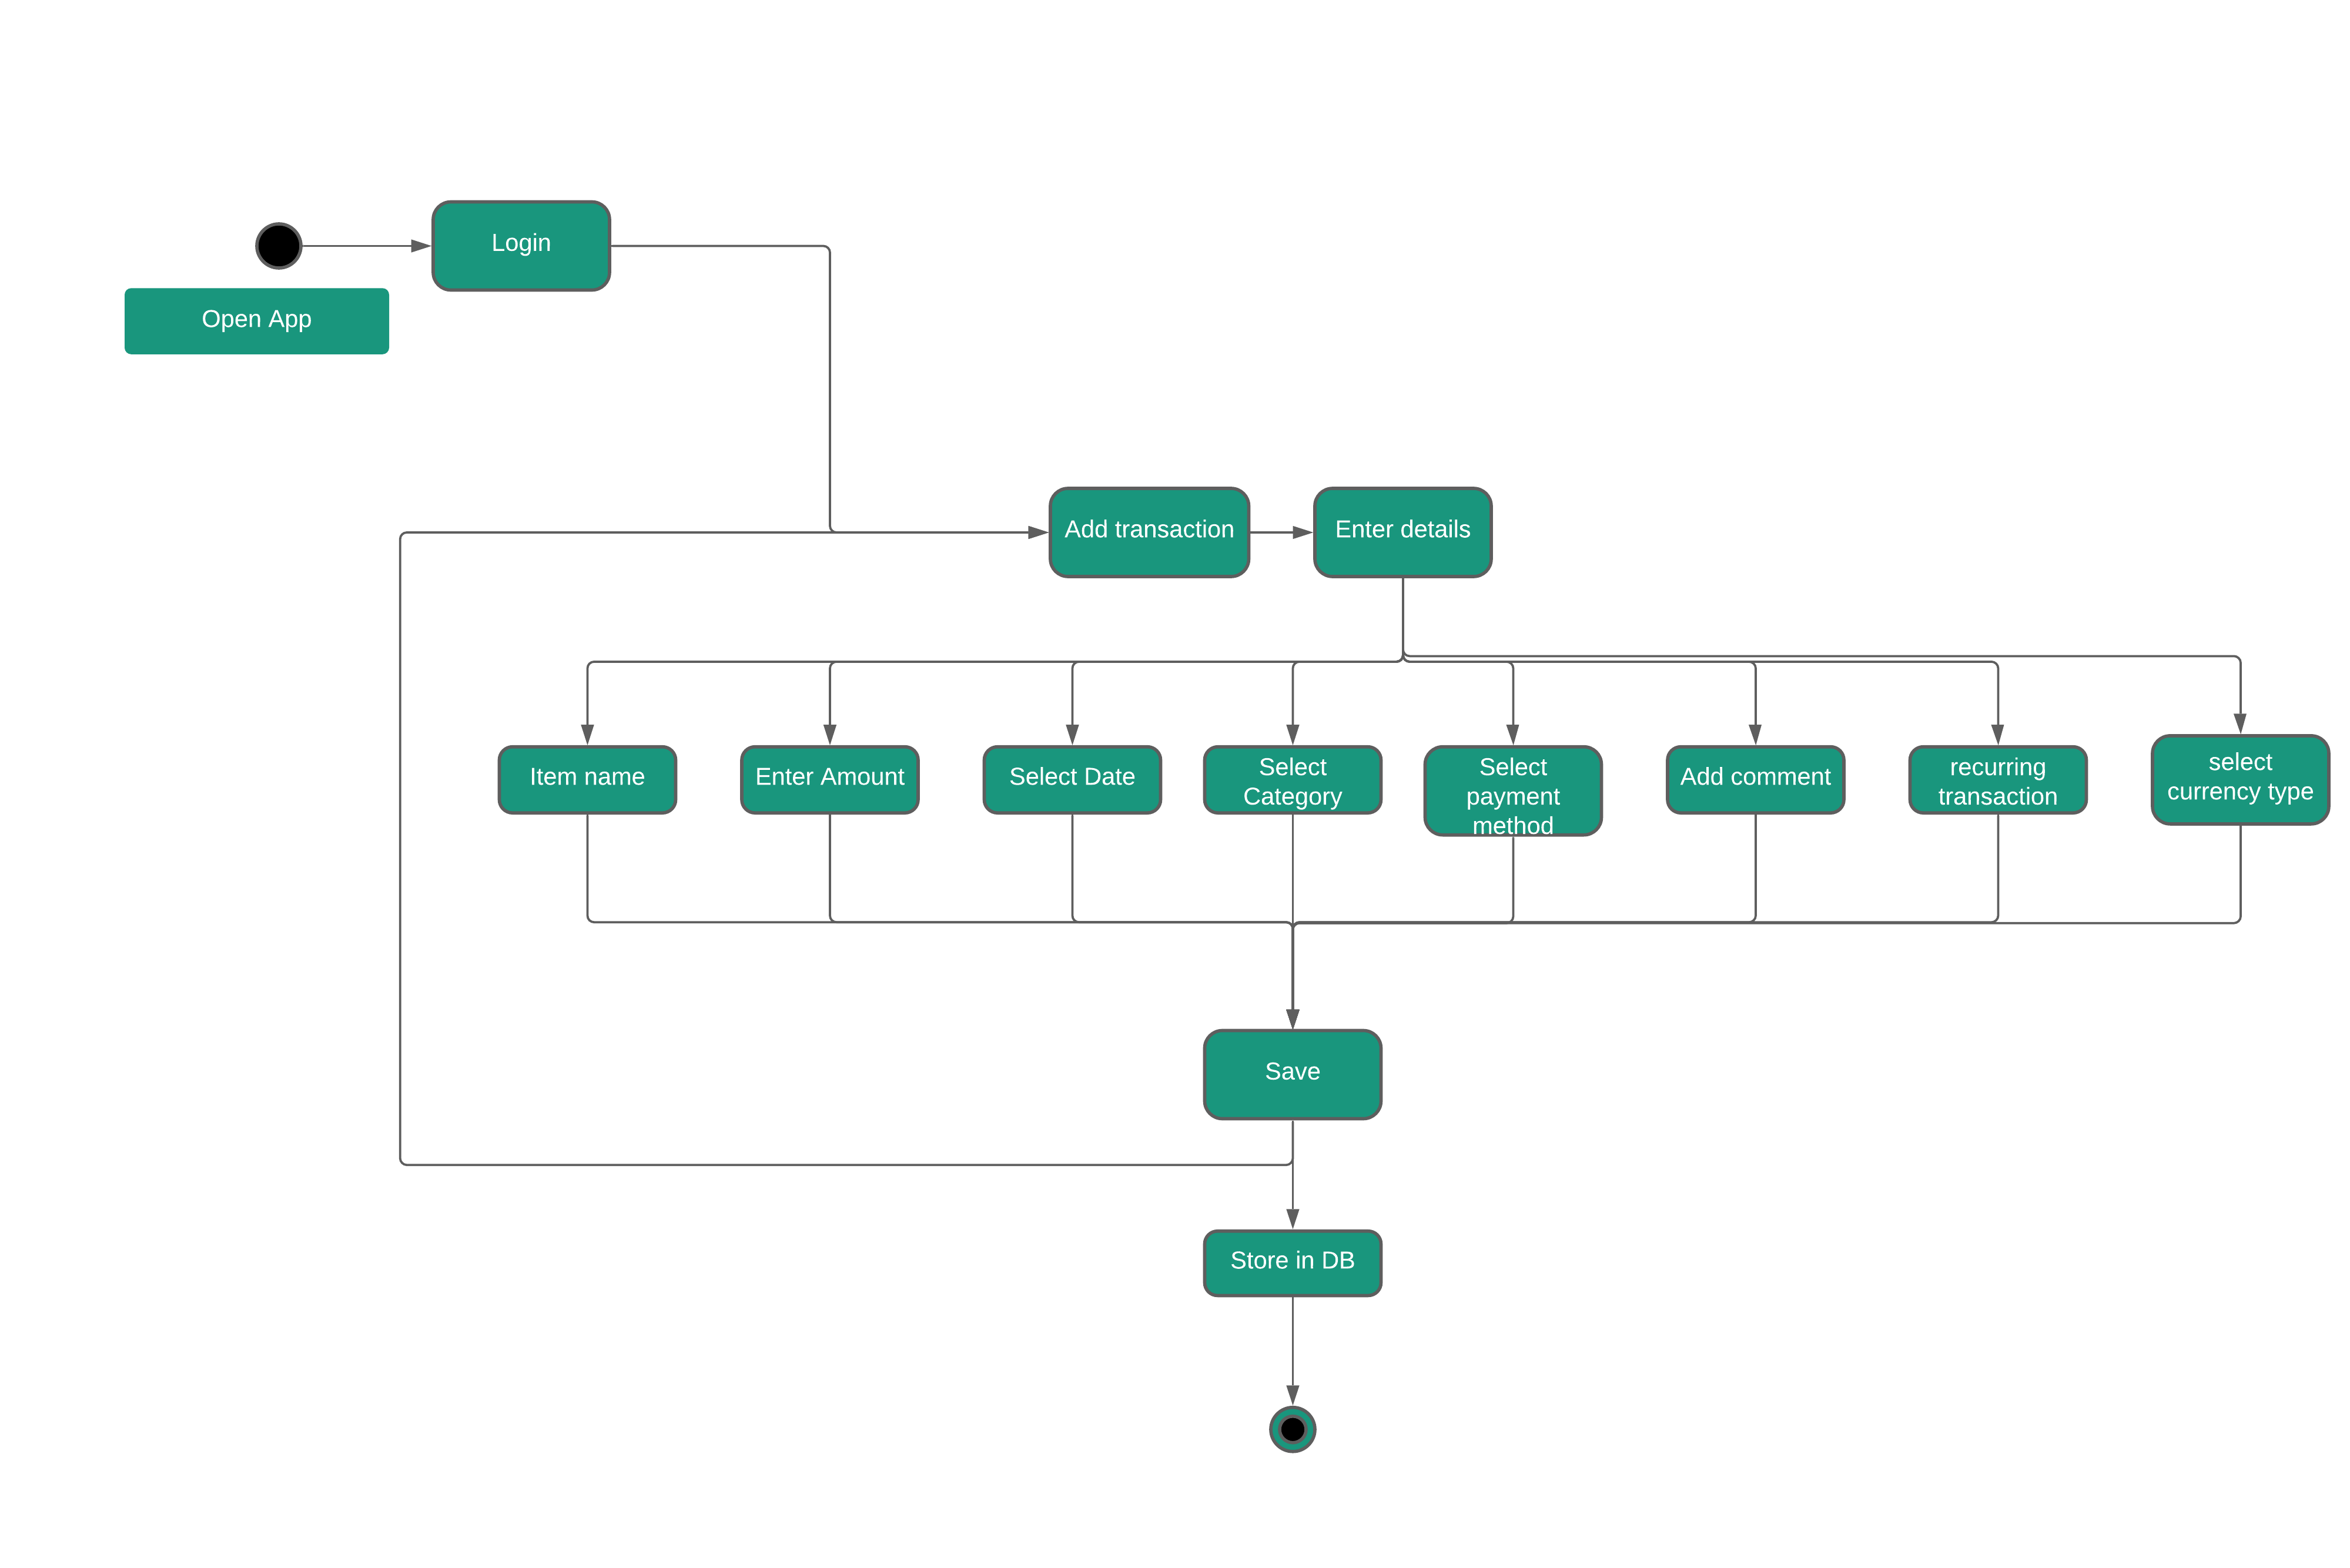 Login
Open App
Add transaction
Enter details
Item name
Enter Amount
Select Date
Select
Category
Select
payment
method
Add comment
recurring
transaction
select
currency type
Save
Store in DB